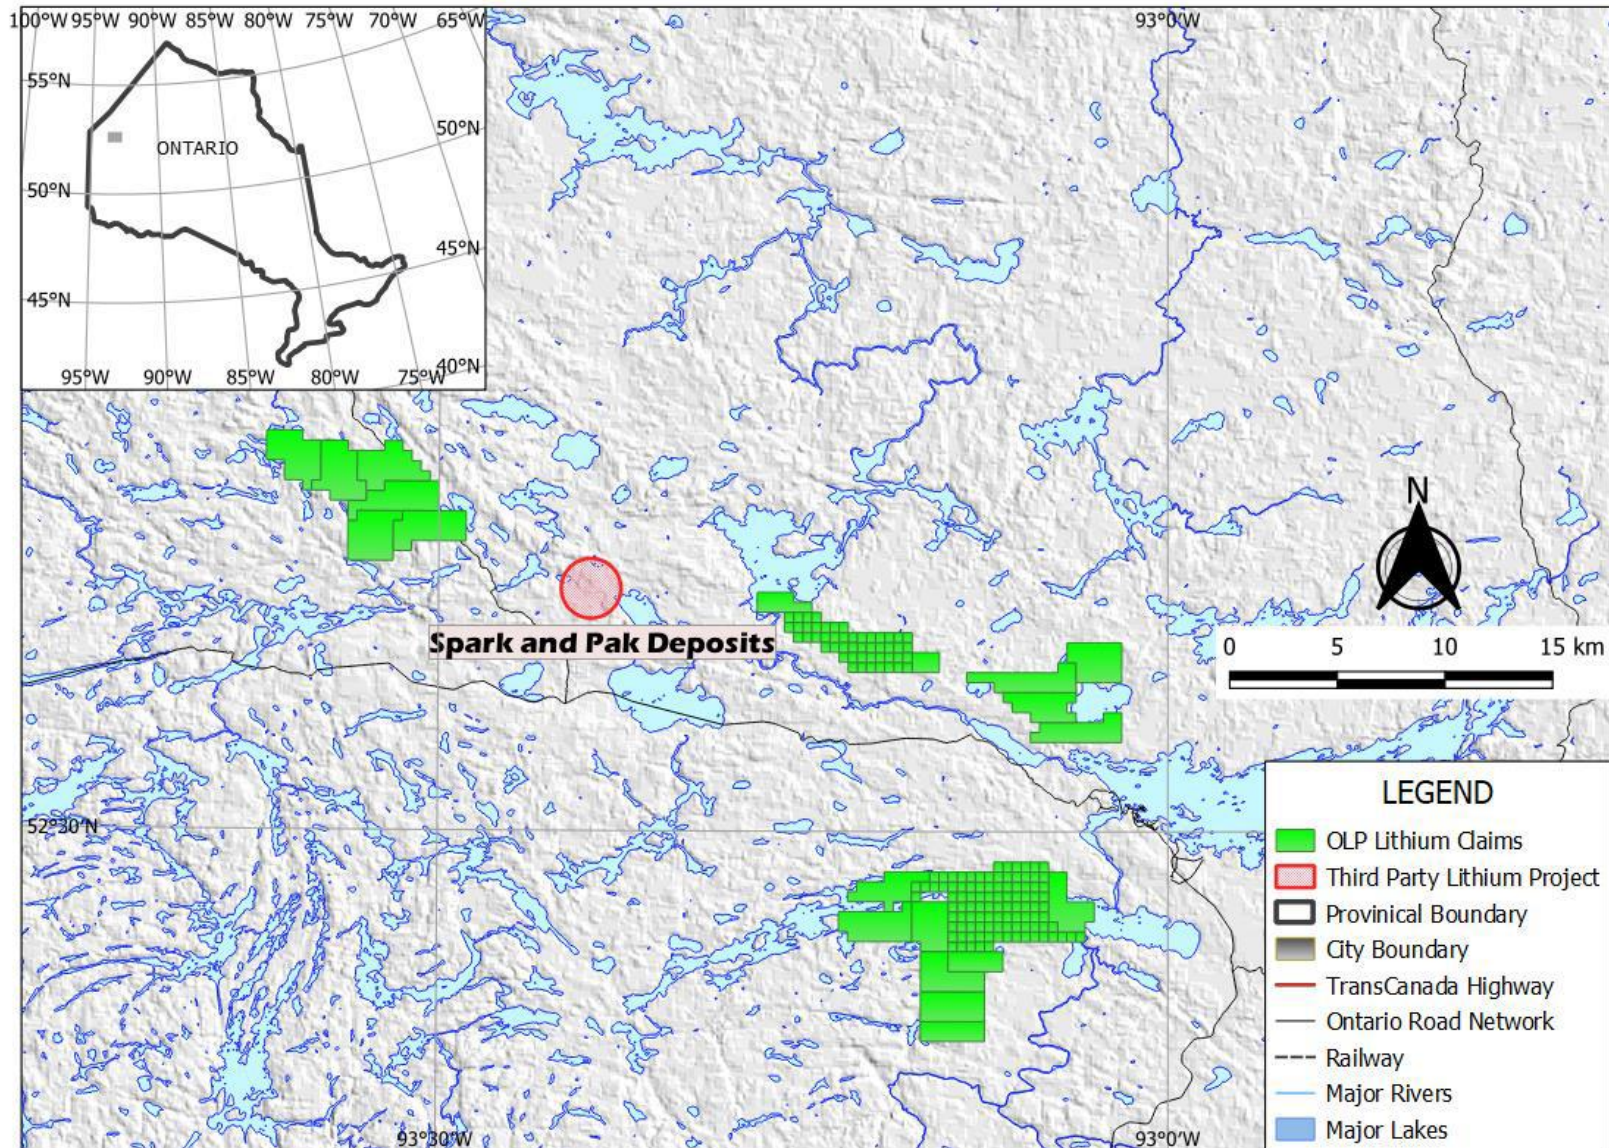 100°W 95°W 90°W 85°W 80°W 75°W 70°W 65°W
93°0'W
55°N
50°N
ONTARIO
50°N
45°N
45°N
40°N
95°W 90°W 85°W 80°W 75°W
N
Spark and Pak Deposits
0 5 10 15 km
52°30'N
LEGEND
OLP Lithium Claims
Third Party Lithium Project
Provinical Boundary
City Boundary
TransCanada Highway
Ontario Road Network
Railway
Major Rivers
Major Lakes
93°30'W
93°0'W